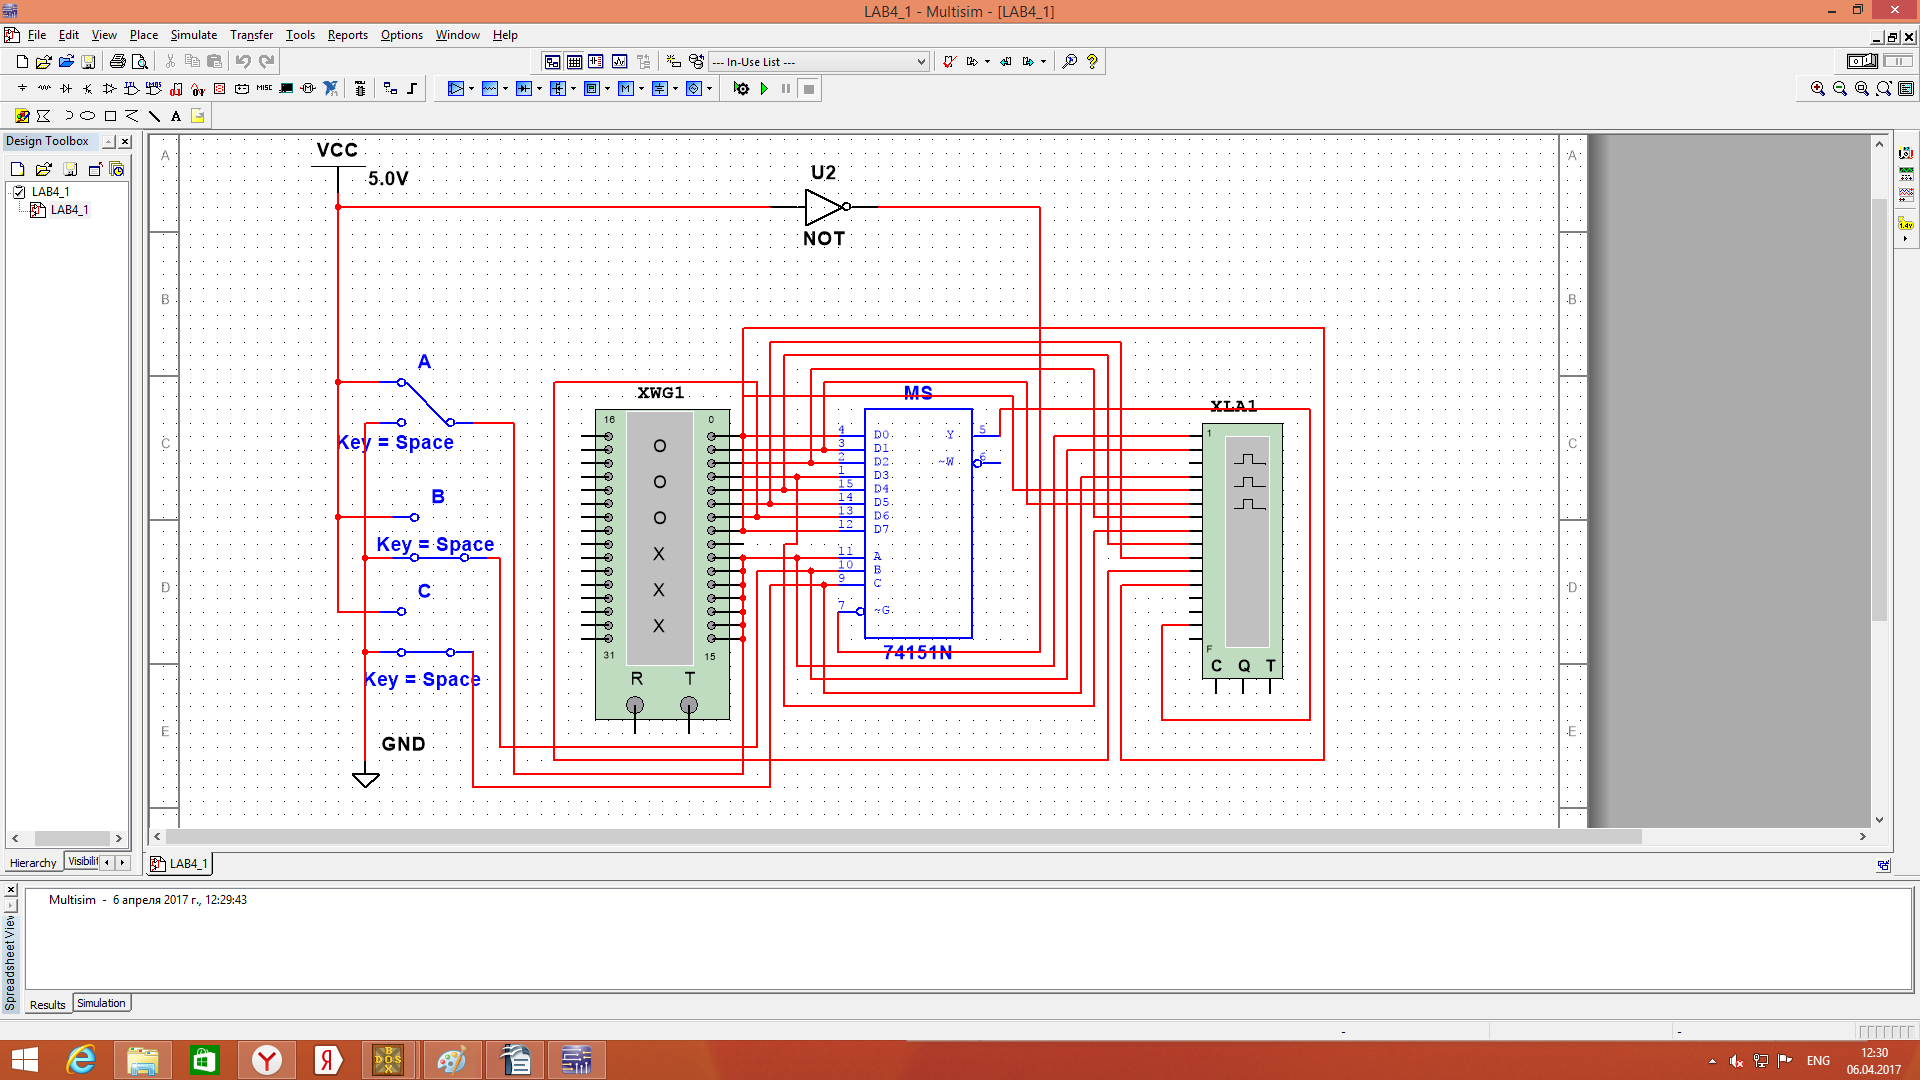 LAB4_1 - Multisim - [LAB4_1]
File Edit View Place Simulate Transfer Tools Reports Options Window Help
--- In-Use List ---
MISC
Design Toolbox
LAB4_1
LAB4_1
Hierarchy Visibilit
A
B
C
D
E
A
B
C
D
E
VCC
5.0V
U2
NOT
A
Key = Space
B
Key = Space
C
Key = Space
GND
XWG1
16 0
O
O
O
X
X
X
31 15
R T
MS
4 D0 Y 5
3 D1
2 D2 ~W 6
1 D3
15 D4
14 D5
13 D6
12 D7
11 A
10 B
9 C
7 ~G
74151N
XLA1
1
F
C Q T
LAB4_1
Multisim - 6 апреля 2017 г., 12:29:43
Spreadsheet View
Results Simulation
- -
ENG
12:30
06.04.2017